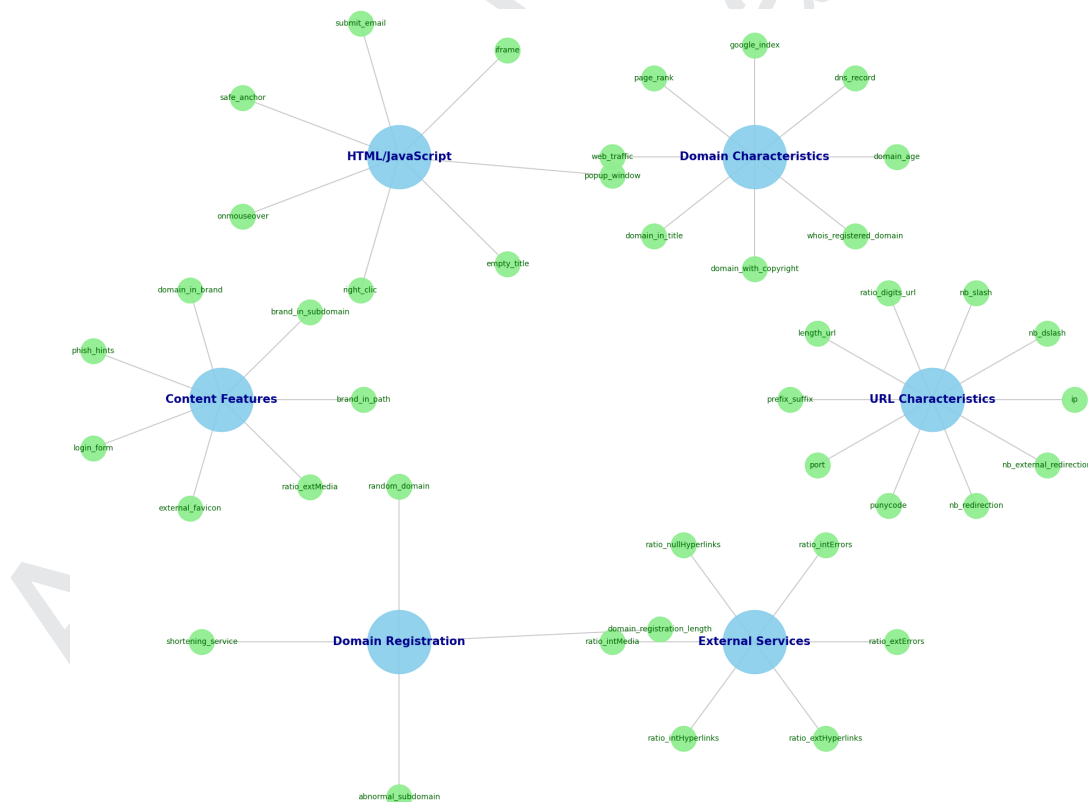 submit_email
google_index
iframe
page_rank
dns_record
safe_anchor
HTML/JavaScript
web_traffic
Domain Characteristics
domain_age
popup_window
onmouseover
domain_in_title
whois_registered_domain
empty_title
domain_with_copyright
domain_in_brand
right_clic
ratio_digits_url
nb_slash
brand_in_subdomain
length_url
nb_dslash
phish_hints
Content Features
brand_in_path
prefix_suffix
URL Characteristics
ip
login_form
port
nb_external_redirection
ratio_extMedia
random_domain
external_favicon
punycode
nb_redirection
ratio_nullHyperlinks
ratio_intErrors
domain_registration_length
shortening_service
Domain Registration
ratio_intMedia
External Services
ratio_extErrors
ratio_intHyperlinks
ratio_extHyperlinks
abnormal_subdomain